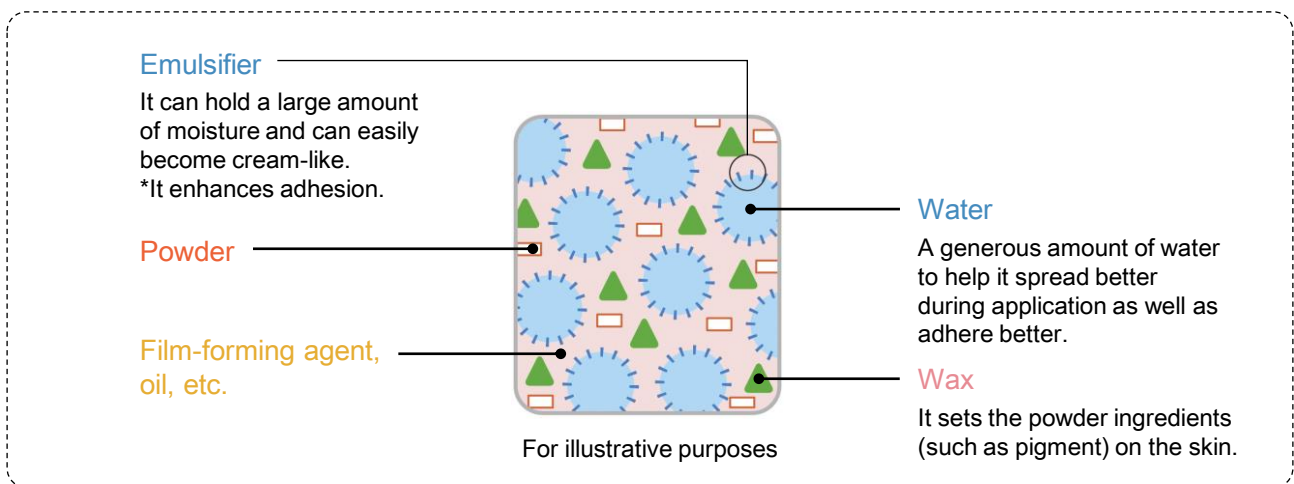 Emulsifier
It can hold a large amount
of moisture and can easily
become cream-like.
*It enhances adhesion.
Powder
Film-forming agent,
oil, etc.
Water
A generous amount of water
to help it spread better
during application as well as
adhere better.
Wax
It sets the powder ingredients
(such as pigment) on the skin.
For illustrative purposes